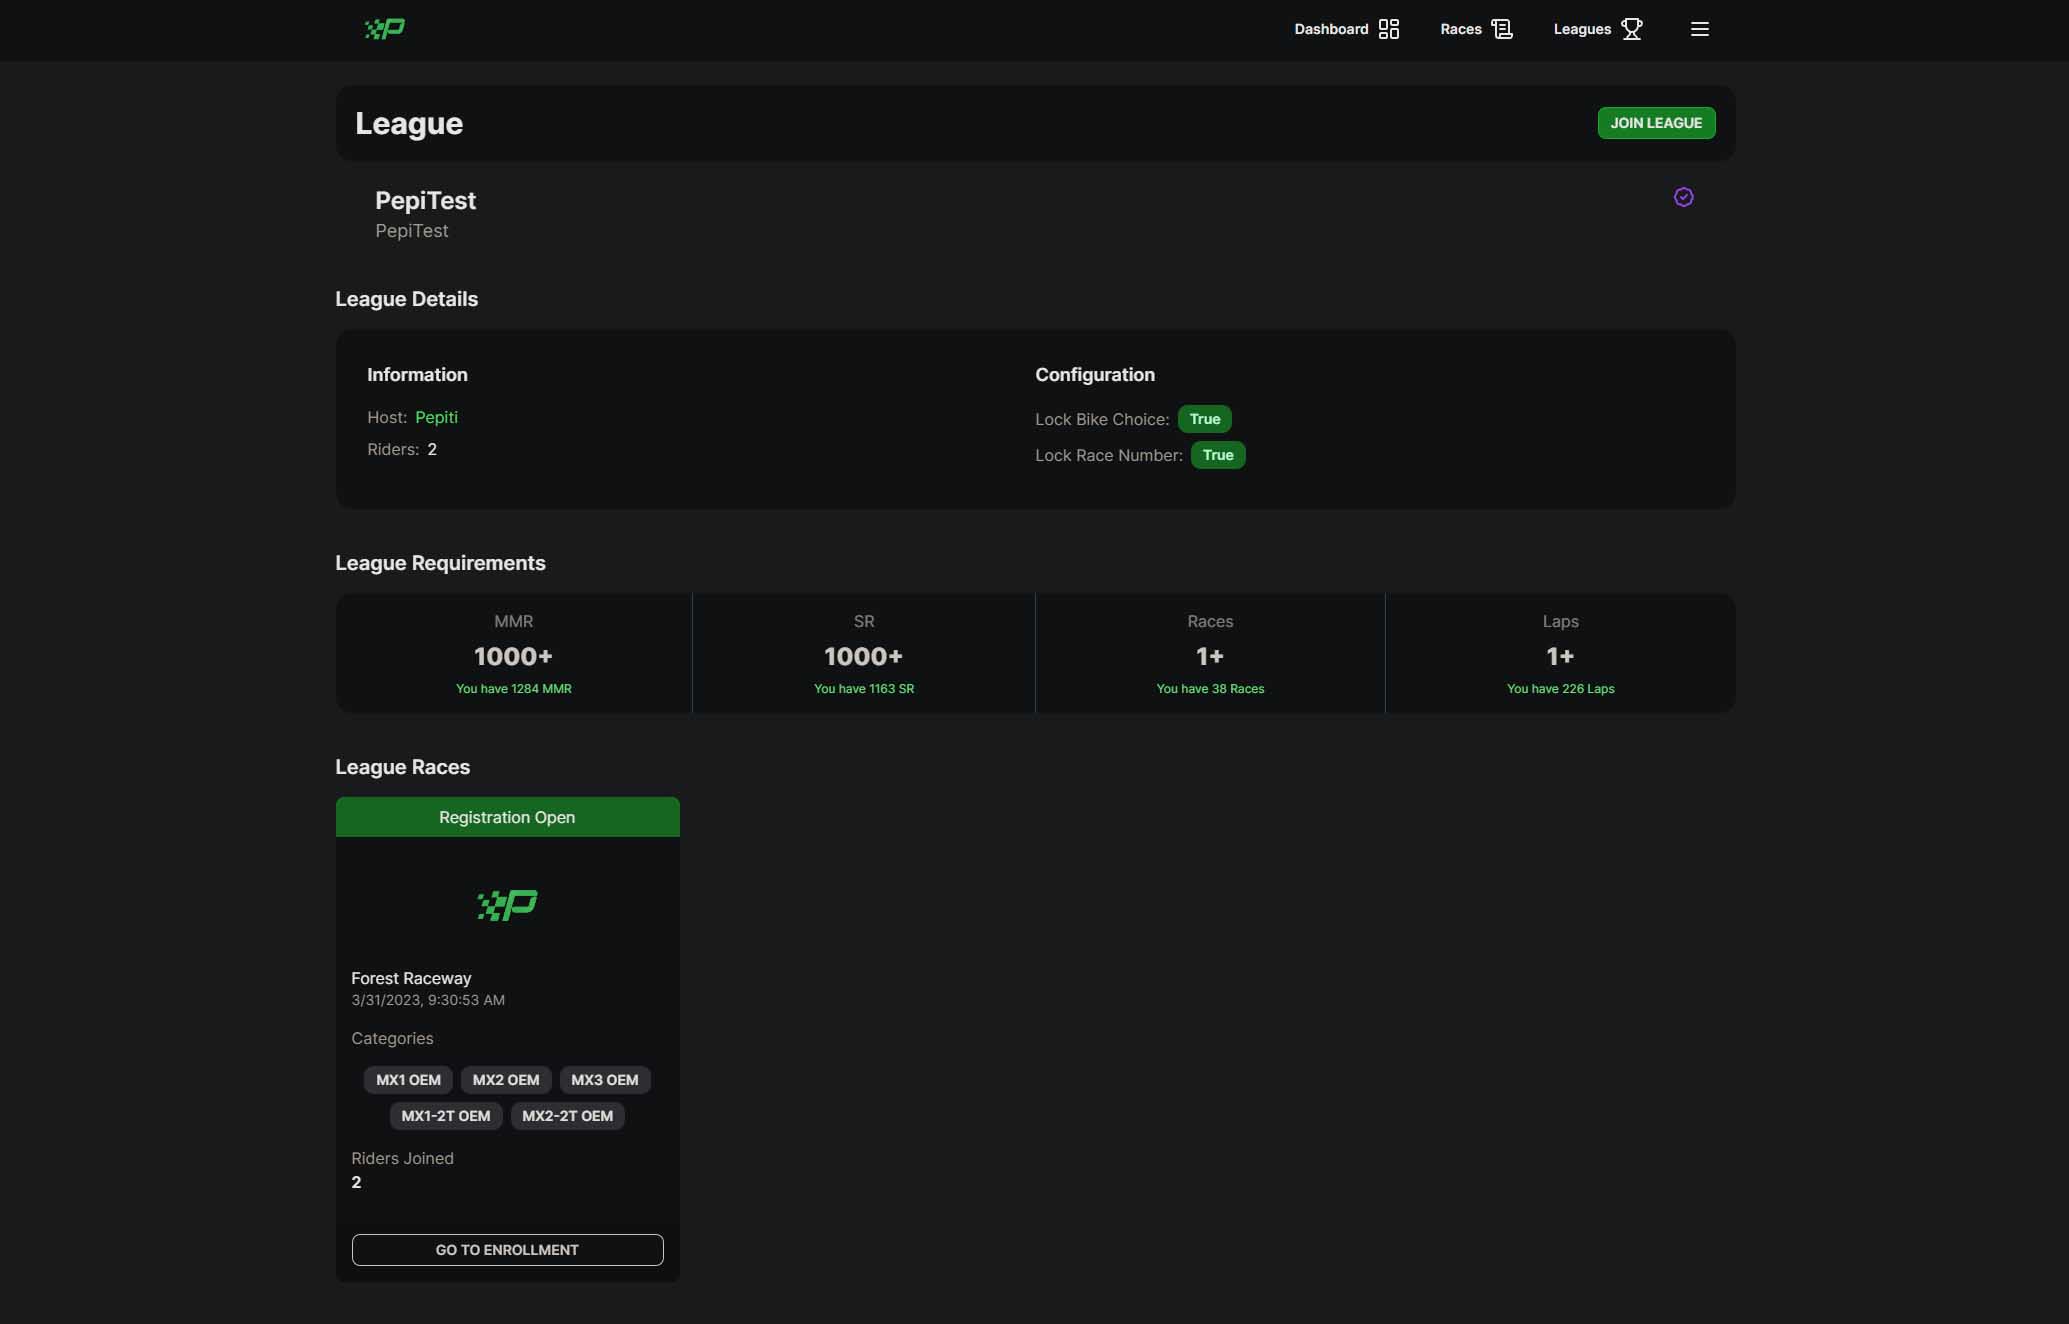 Dashboard Races Leagues
League
JOIN LEAGUE
PepiTest
PepiTest
League Details
Information
Host: Pepiti
Riders: 2
Configuration
Lock Bike Choice: True
Lock Race Number: True
League Requirements
MMR
1000+
You have 1284 MMR
SR
1000+
You have 1163 SR
Races
1+
You have 38 Races
Laps
1+
You have 226 Laps
League Races
Registration Open
P
Forest Raceway
3/31/2023, 9:30:53 AM
Categories
MX1 OEM MX2 OEM MX3 OEM
MX1-2T OEM MX2-2T OEM
Riders Joined
2
GO TO ENROLLMENT